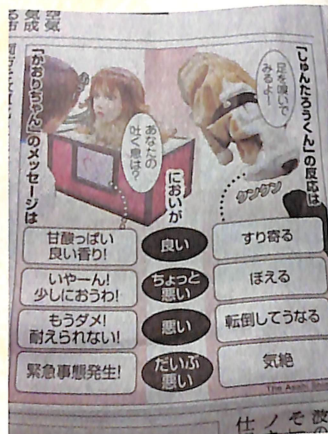 「しゅんたろうくん」の反応は
足を嗅いで
みるよー
クンクン
「かおりちゃん」のメッセージは
あなたの
吐く息は？
においが
甘酸っぱい
良い香り!
良い
すり寄る
いやーん!
少しにおうわ!
ちょっと
悪い
ほえる
もうダメ!
耐えられない!
悪い
転倒してうなる
緊急事態発生!
だいぶ
悪い
気絶
The Asahi